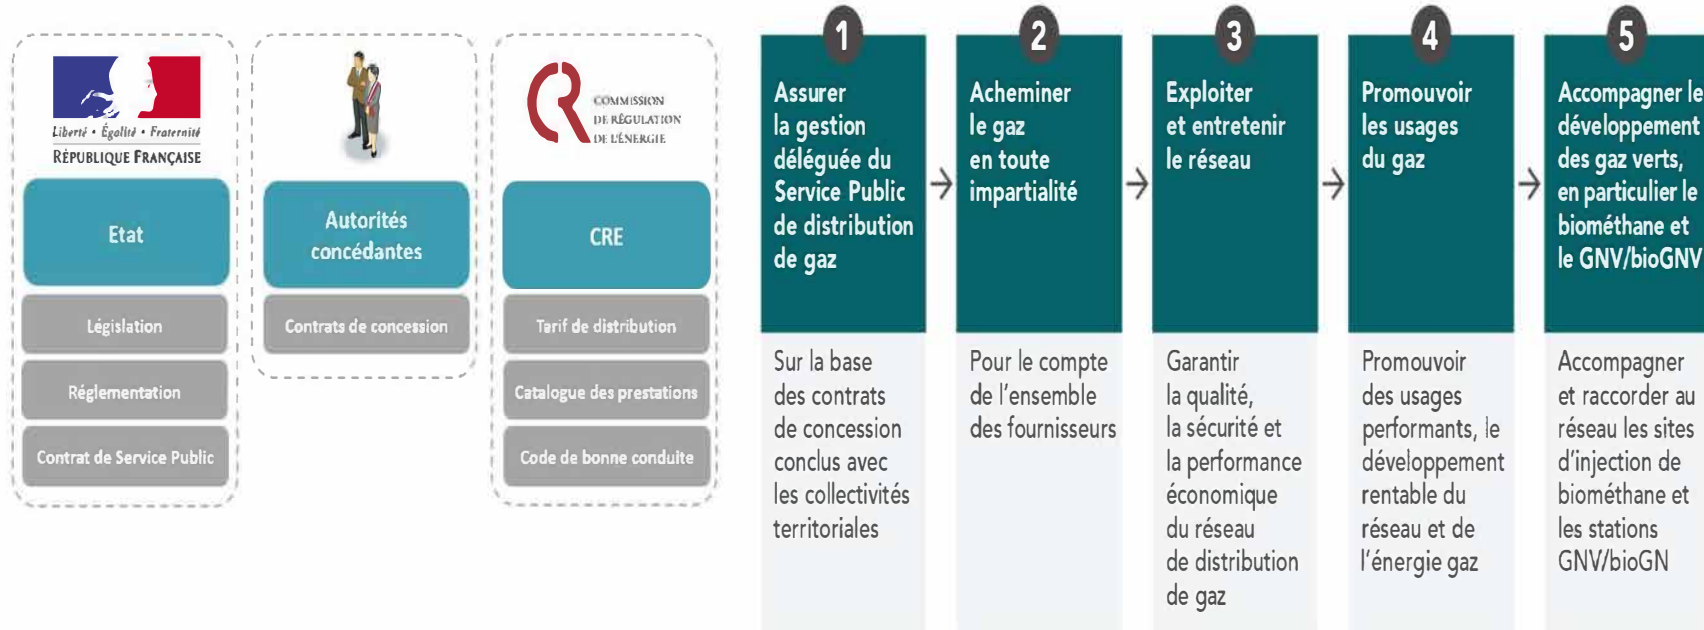 Liberté • Égalité • Fraternité
RÉPUBLIQUE FRANÇAISE
Etat
Législation
Réglementation
Contrat de Service Public
Autorités
concédantes
Contrats de concession
CR
COMMISSION
DE RÉGULATION
DE L'ÉNERGIE
CRE
Tarif de distribution
Catalogue des prestations
Code de bonne conduite
1
Assurer
la gestion
déléguée du
Service Public
de distribution
de gaz
Sur la base
des contrats
de concession
conclus avec
les collectivités
territoriales
2
Acheminer
le gaz
en toute
impartialité
Pour le compte
de l'ensemble
des fournisseurs
3
Exploiter
et entretenir
le réseau
Garantir
la qualité,
la sécurité et
la performance
économique
du réseau
de distribution
de gaz
4
Promouvoir
les usages
du gaz
Promouvoir
des usages
performants, le
développement
rentable du
réseau et de
l'énergie gaz
5
Accompagner le
développement
des gaz verts,
en particulier le
biométhane et
le GNV/bioGNV
Accompagner
et raccorder au
réseau les sites
d'injection de
biométhane et
les stations
GNV/bioGN